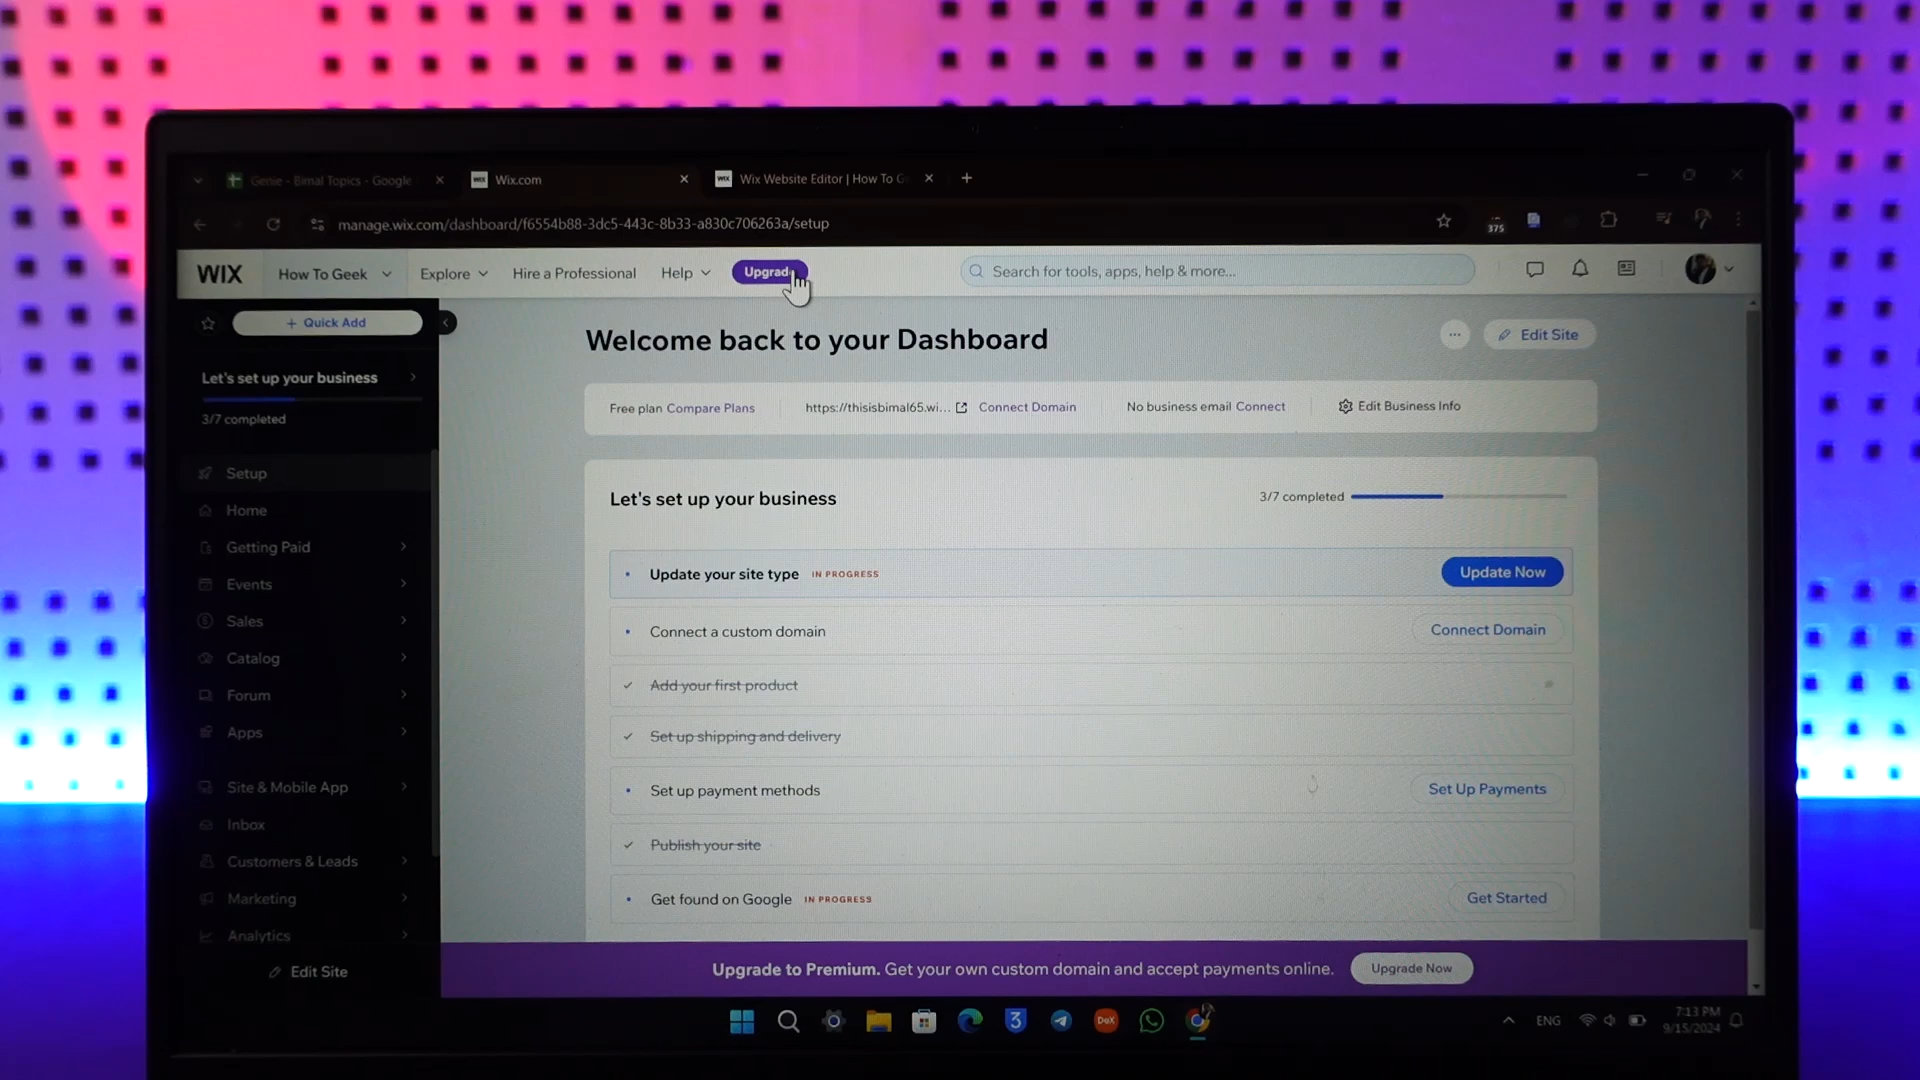 Genie - Bimal Topics - Google
Wix.com
WIX Wix Website Editor | How To G
manage.wix.com/dashboard/f6554b88-3dc5-443c-8b33-a830c706263a/setup
375
WIX
How To Geek
Explore
Hire a Professional
Help
Upgrade
Search for tools, apps, help & more...
+ Quick Add
Let's set up your business
3/7 completed
Setup
Home
Getting Paid
Events
Sales
Catalog
Forum
Apps
Site & Mobile App
Inbox
Customers & Leads
Marketing
Analytics
Edit Site
Welcome back to your Dashboard
Edit Site
Free plan Compare Plans
https://thisisbimal65.wi...
Connect Domain
No business email Connect
Edit Business Info
Let's set up your business
3/7 completed
Update your site type IN PROGRESS
Update Now
Connect a custom domain
Connect Domain
Add your first product
Set up shipping and delivery
Set up payment methods
Set Up Payments
Publish your site
Get found on Google IN PROGRESS
Get Started
Upgrade to Premium. Get your own custom domain and accept payments online.
Upgrade Now
3
DeX
ENG
7:13 PM
9/15/2024